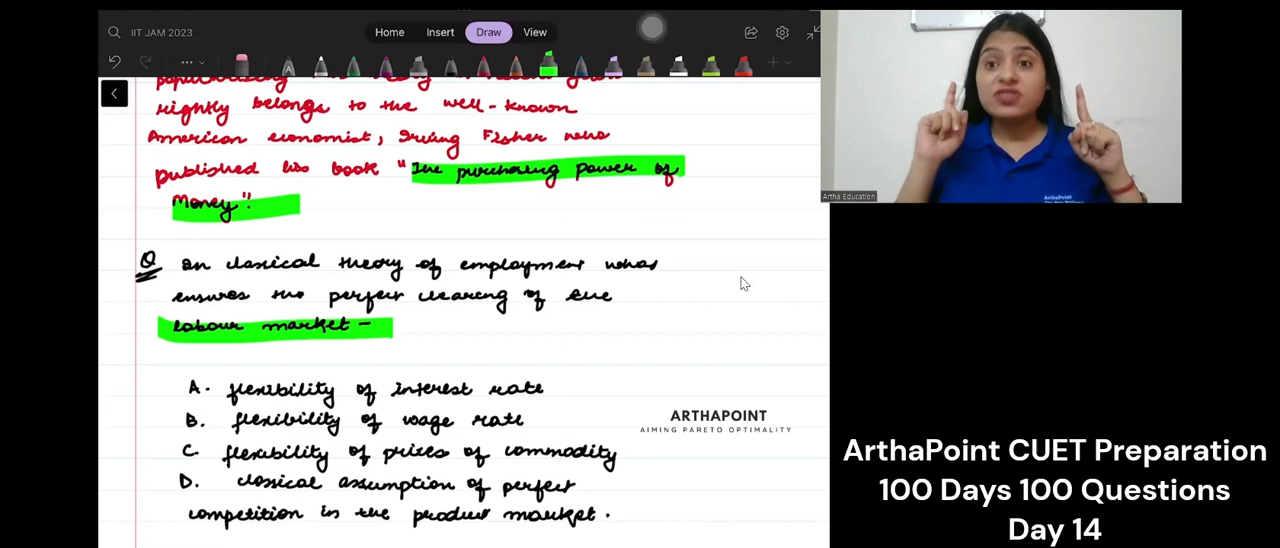 IIT JAM 2023
Home Insert Draw View
rightly belongs to the well-known
American economist, Irving Fisher who
published his book "The purchasing power of
Money".
Q In classical theory of employment what
ensures the perfect clearing of the
labour market -
A. flexibility of interest rate
B. flexibility of wage rate
C. flexibility of prices of commodity
D. classical assumption of perfect
competition in the product market.
ARTHAPOINT
AIMING PARETO OPTIMALITY
Artha Education
ArthaPoint
ArthaPoint CUET Preparation
100 Days 100 Questions
Day 14